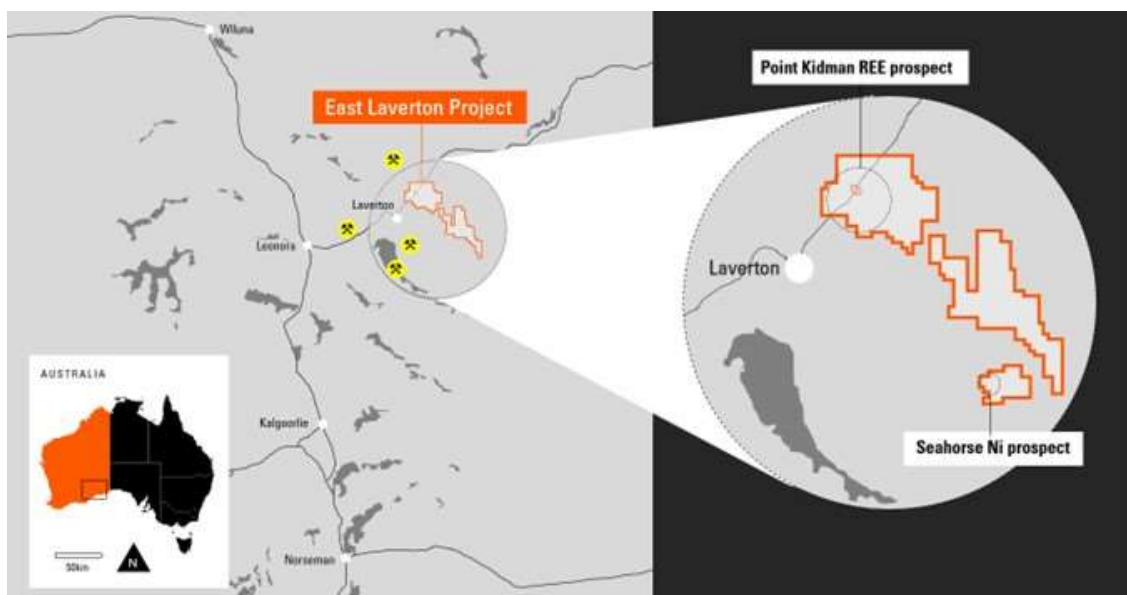 Wiluna
East Laverton Project
Laverton
Leonora
Kalgoorlie
Norseman
AUSTRALIA
50km
N
Point Kidman REE prospect
Laverton
Seahorse Ni prospect